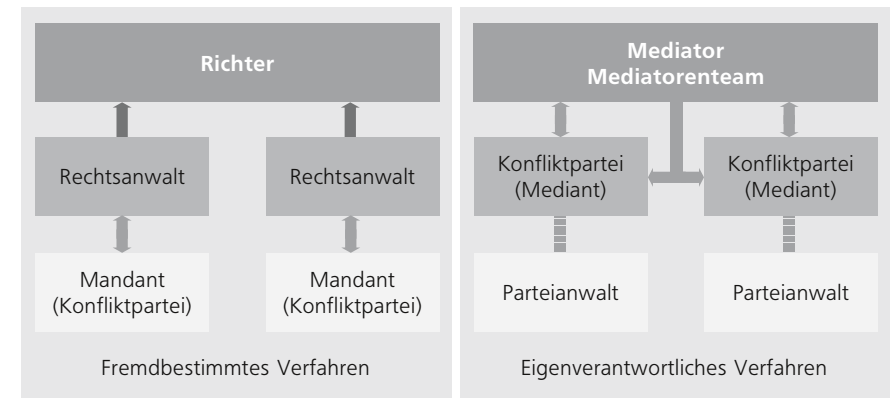 Richter
Rechtsanwalt
Rechtsanwalt
Mandant
(Konfliktpartei)
Mandant
(Konfliktpartei)
Fremdbestimmtes Verfahren
Mediator
Mediatorenteam
Konfliktpartei
(Mediant)
Konfliktpartei
(Mediant)
Parteianwalt
Parteianwalt
Eigenverantwortliches Verfahren